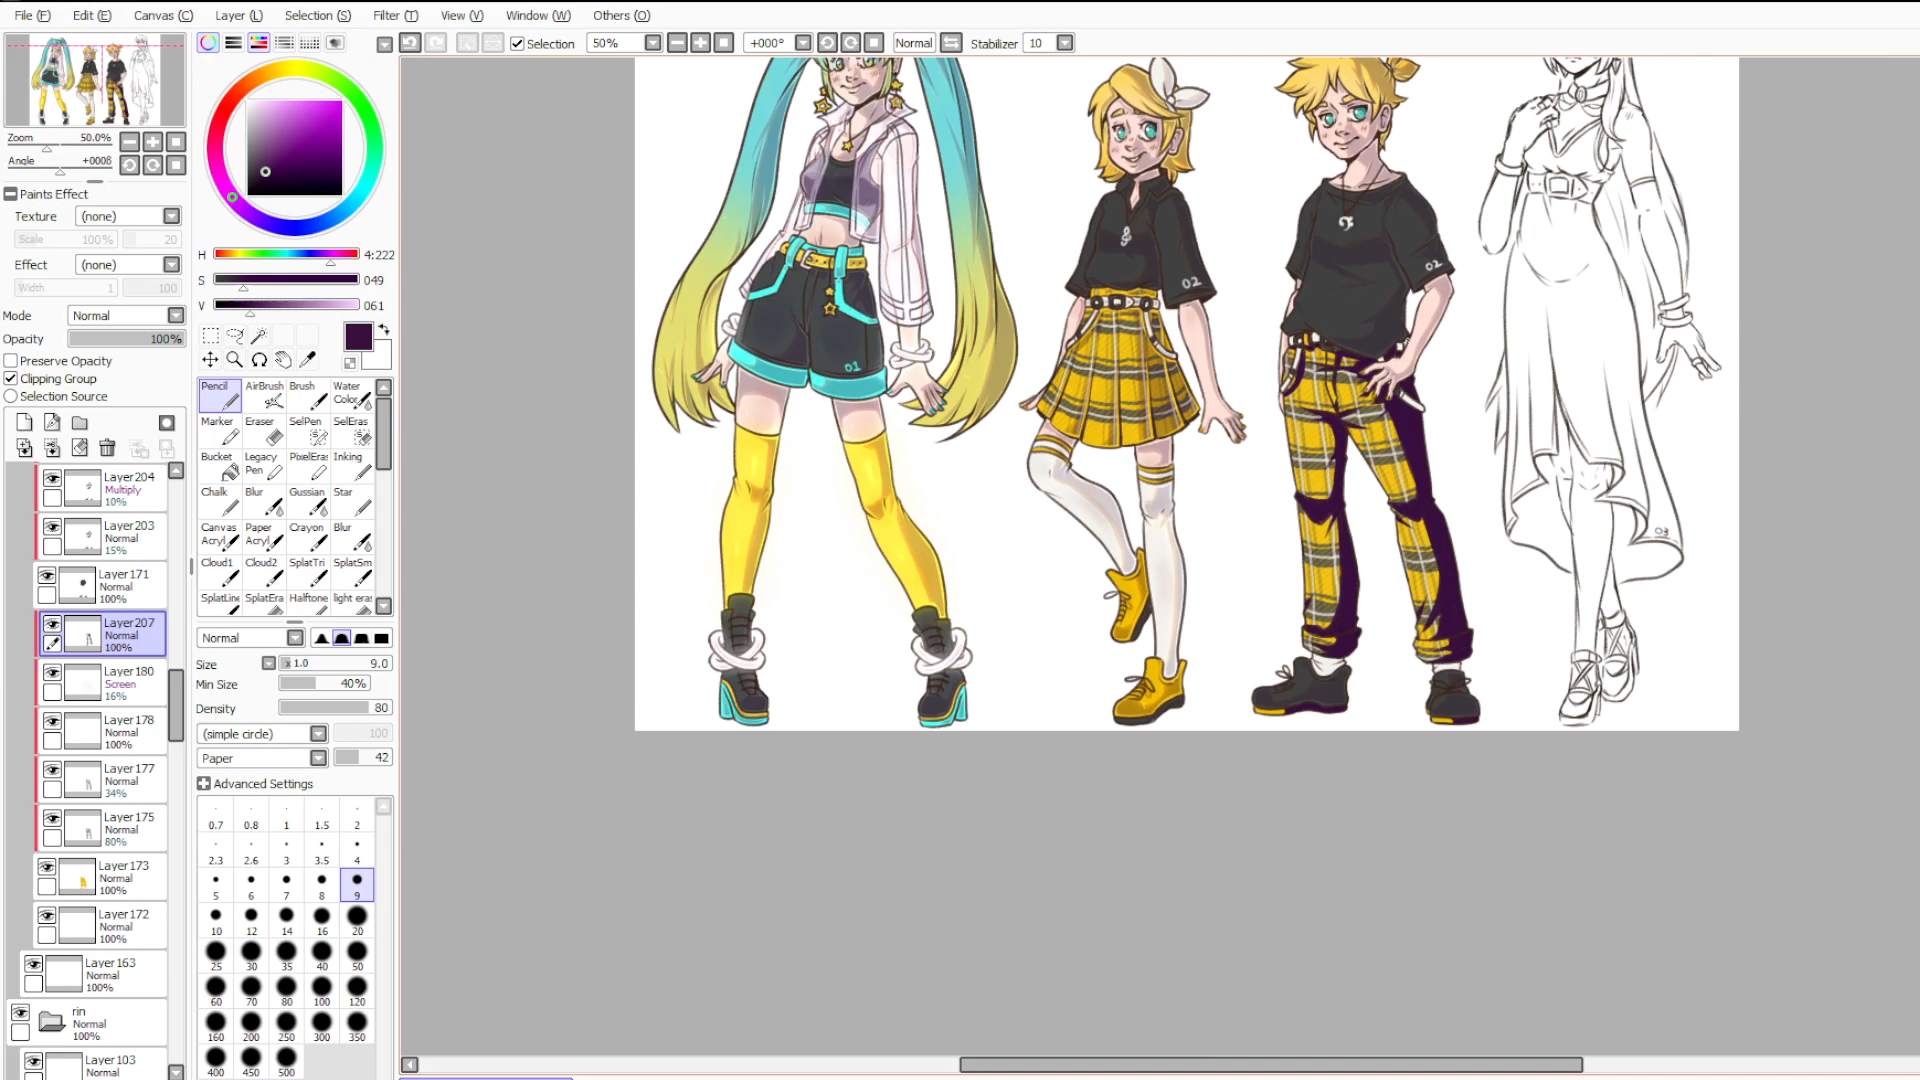 File (F) Edit (E) Canvas (C) Layer (L) Selection (S) Filter (T) View (V) Window (W) Others (O)
Selection 50% +000° Normal Stabilizer 10
Zoom 50.0%
Angle
Paints Effect
Texture (none)
Scale 100% 20
Effect (none)
Width 1 100
Mode Normal
Opacity 100%
Preserve Opacity
Clipping Group
Selection Source
Layer204
Multiply
10%
Layer203
Normal
15%
Layer171
Normal
100%
Layer207
Normal
100%
Layer180
Screen
16%
Layer178
Normal
100%
Layer177
Normal
34%
Layer175
Normal
80%
Layer173
Normal
100%
Layer172
Normal
100%
Layer163
Normal
100%
rin
Normal
100%
Layer103
Normal
H 4:222
S 049
V 061
Pencil AirBrush Brush Water Color
Marker Eraser SelPen SelEras
Bucket Legacy Pen PixelEras Inking
Chalk Blur Gussian Star
Canvas Acryl Paper Acryl Crayon Blur
Cloud1 Cloud2 SplatTri SplatSm
SplatLine SplatEra Halftone light era
Normal
Size x 1.0 9.0
Min Size 40%
Density 80
(simple circle) 100
Paper 42
Advanced Settings
0.7 0.8 1 1.5 2
2.3 2.6 3 3.5 4
5 6 7 8 9
10 12 14 16 20
25 30 35 40 50
60 70 80 100 120
160 200 250 300 350
400 450 500
01
02
02
03